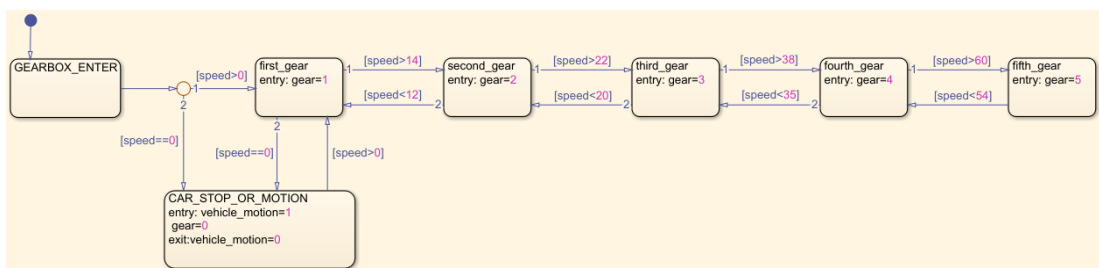 GEARBOX_ENTER
[speed>0]
1
2
[speed==0]
first_gear
entry: gear=1
1
[speed>14]
2
[speed<12]
second_gear
entry: gear=2
1
[speed>22]
2
[speed<20]
third_gear
entry: gear=3
1
[speed>38]
2
[speed<35]
fourth_gear
entry: gear=4
1
[speed>60]
2
[speed<54]
fifth_gear
entry: gear=5
[speed==0]
2
[speed>0]
CAR_STOP_OR_MOTION
entry: vehicle_motion=1
gear=0
exit:vehicle_motion=0